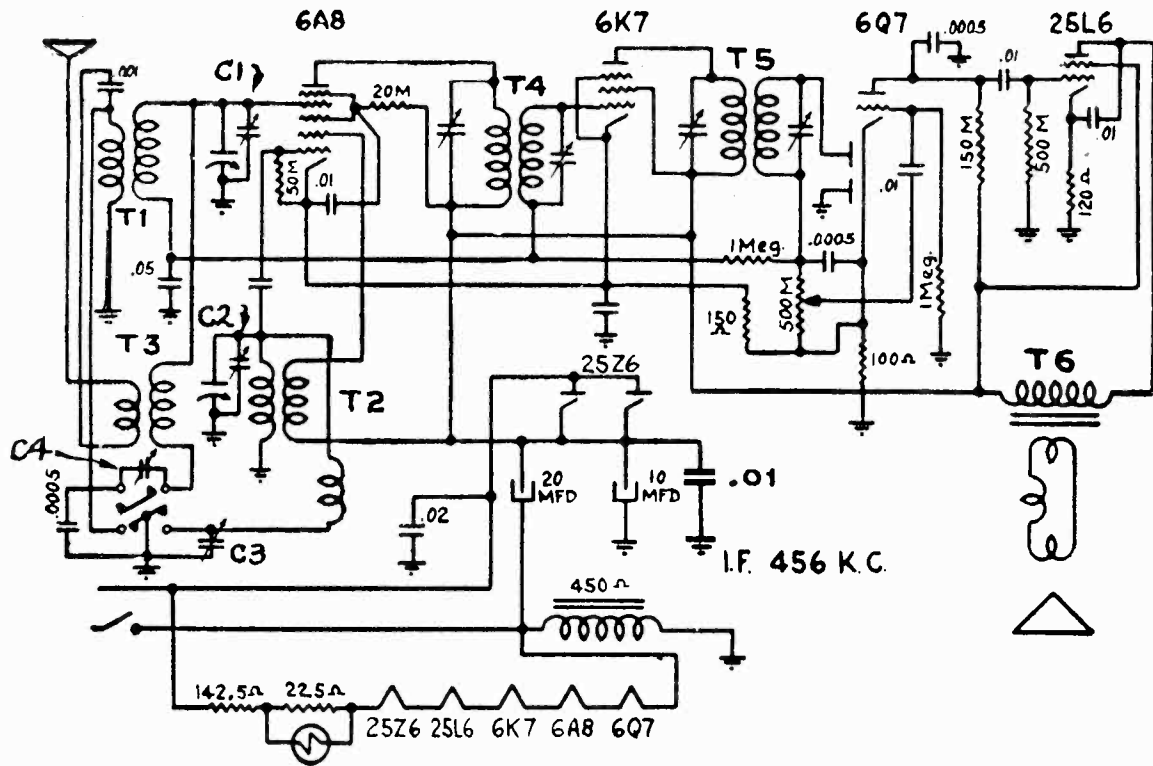 6A8
6K7
6Q7
25L6
.0005
.001
C1
20M
T4
T5
.01
.01
50M
.01
.01
150M
500M
120Ω
T1
.05
1Meg.
.0005
1Meg.
C2
150Ω
500M
100Ω
T3
T2
25Z6
T6
C4
.0005
C3
.02
20 MFD
10 MFD
.01
I.F. 456 K.C.
450Ω
142.5Ω
22.5Ω
25Z6
25L6
6K7
6A8
6Q7